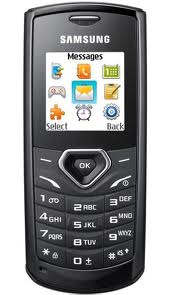 SAMSUNG
Messages
Select Back
OK
1
2 ABC 3 DEF
4 GHI 5 JKL 6 MNO
7 PQRS 8 TUV 9 WXYZ
* 0 + #